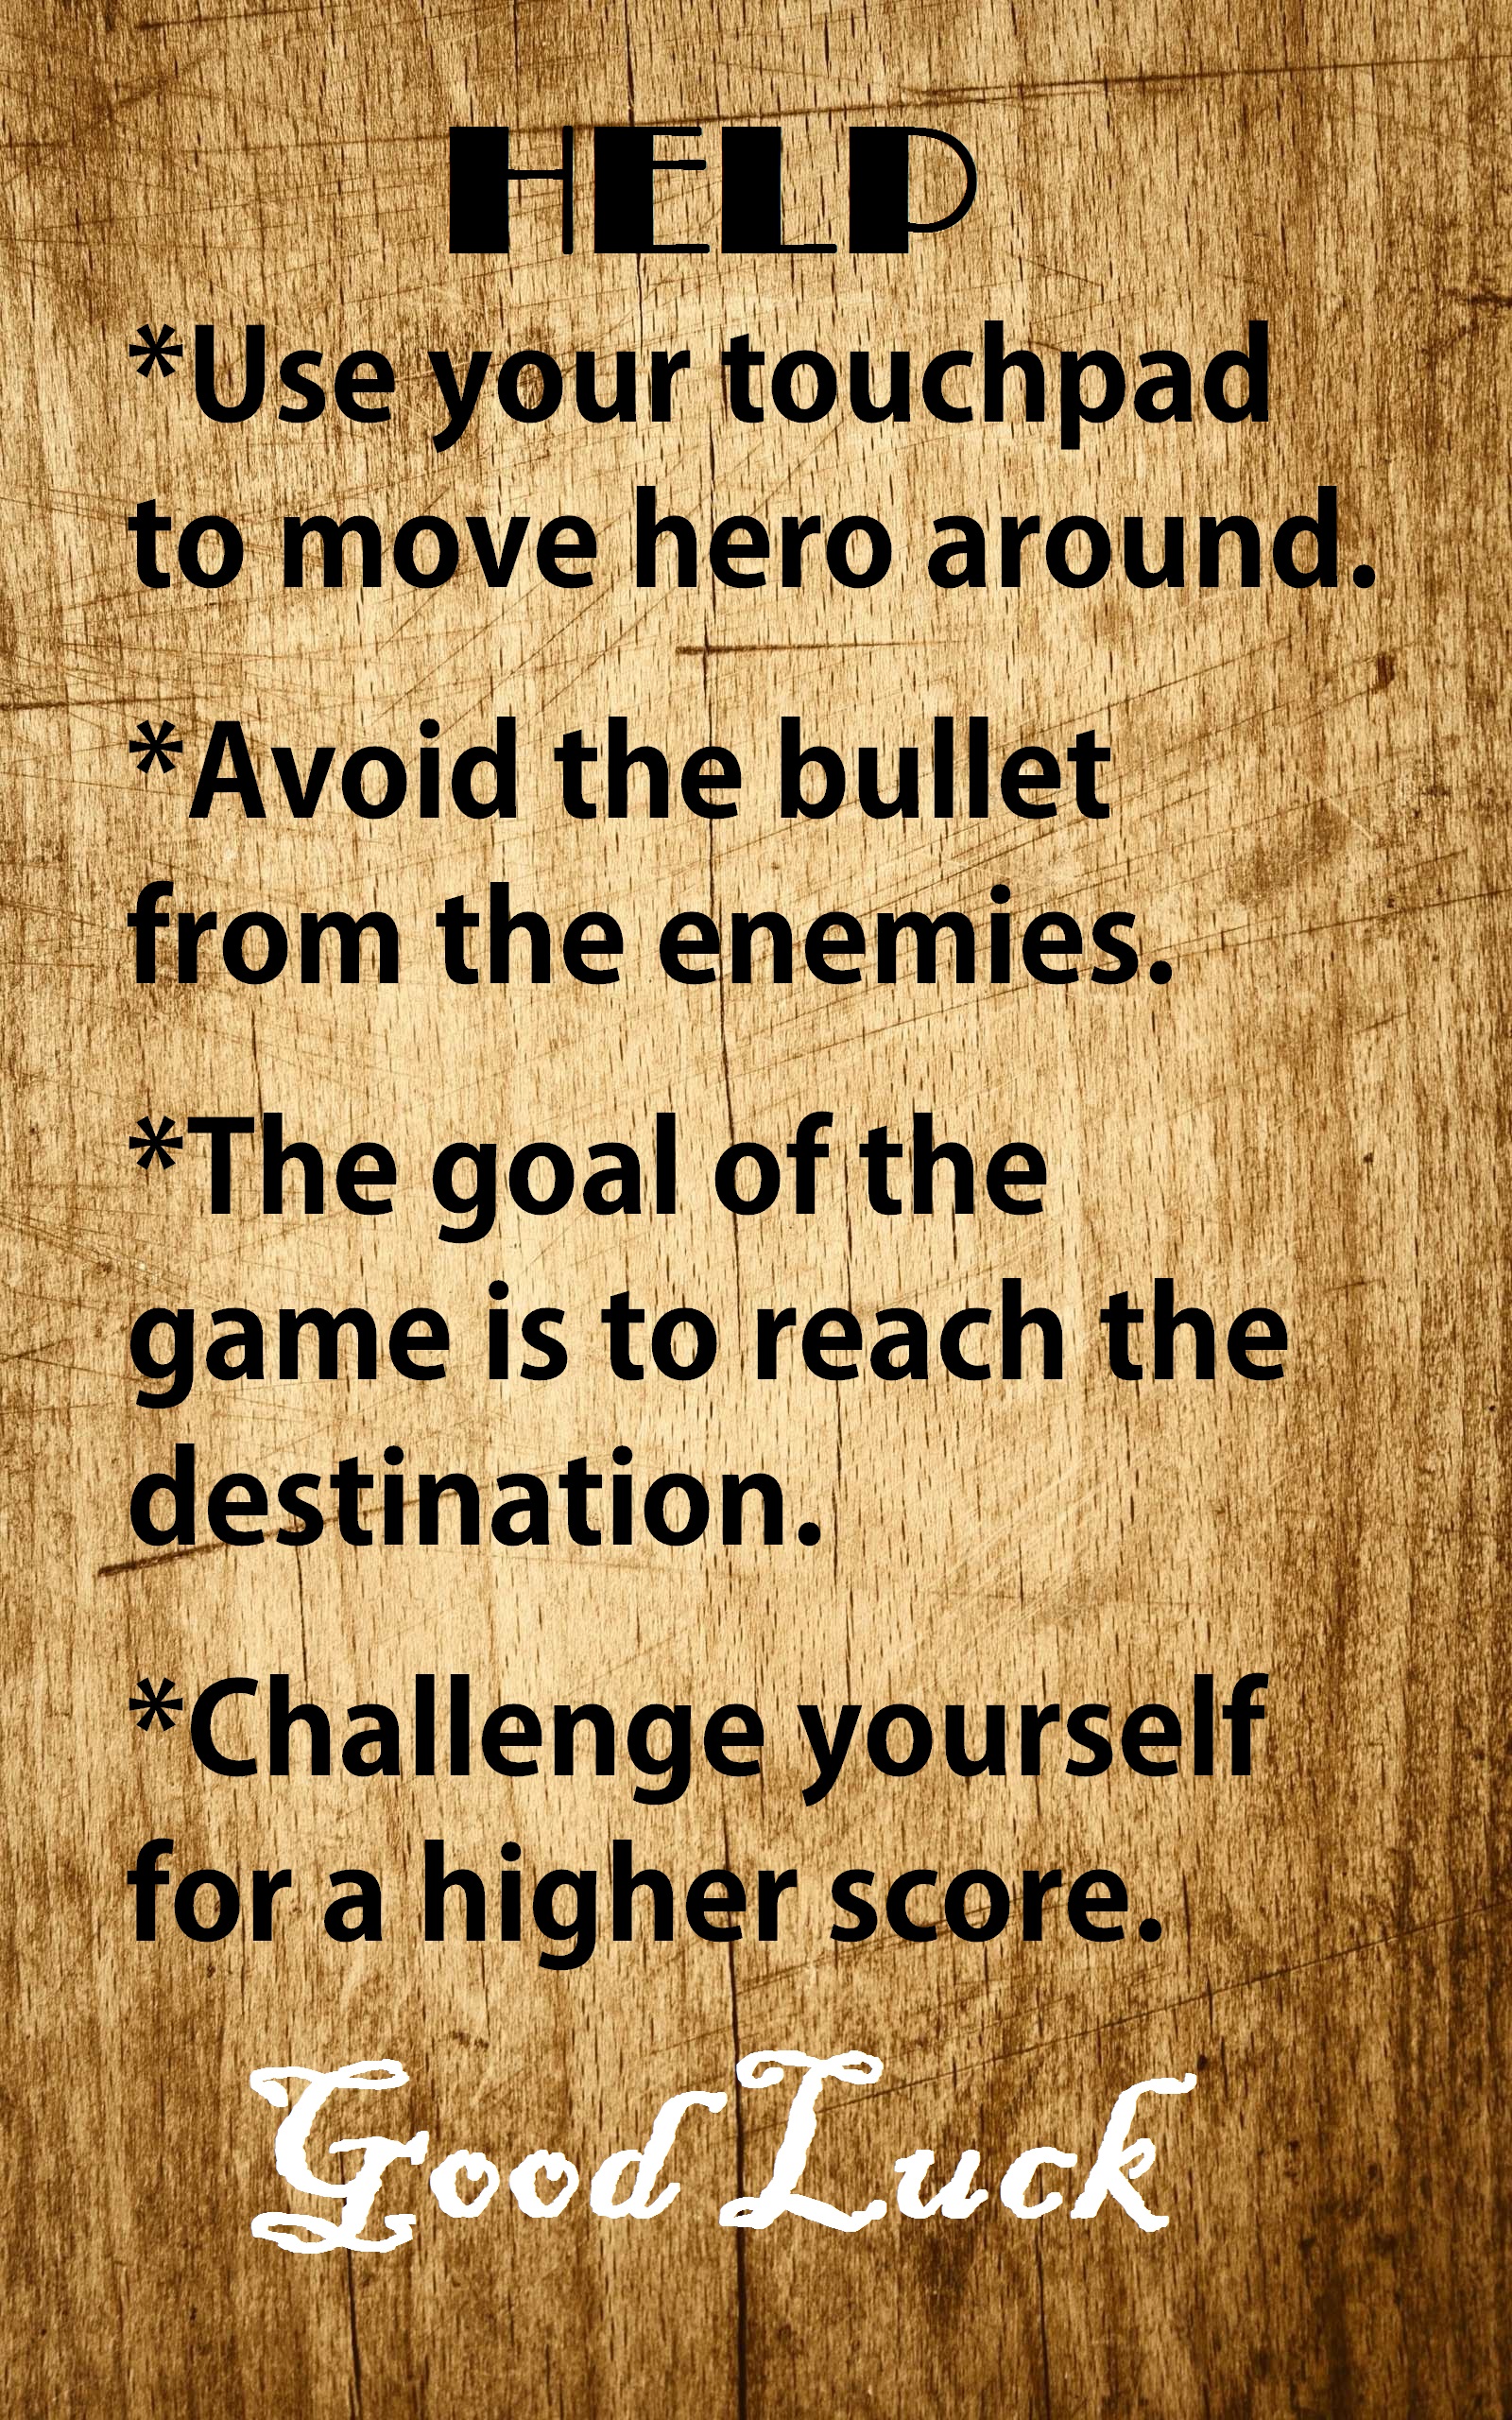 HELP
*Use your touchpad
to move hero around.
*Avoid the bullet
from the enemies.
*The goal of the
game is to reach the
destination.
*Challenge yourself
for a higher score.
Good Luck